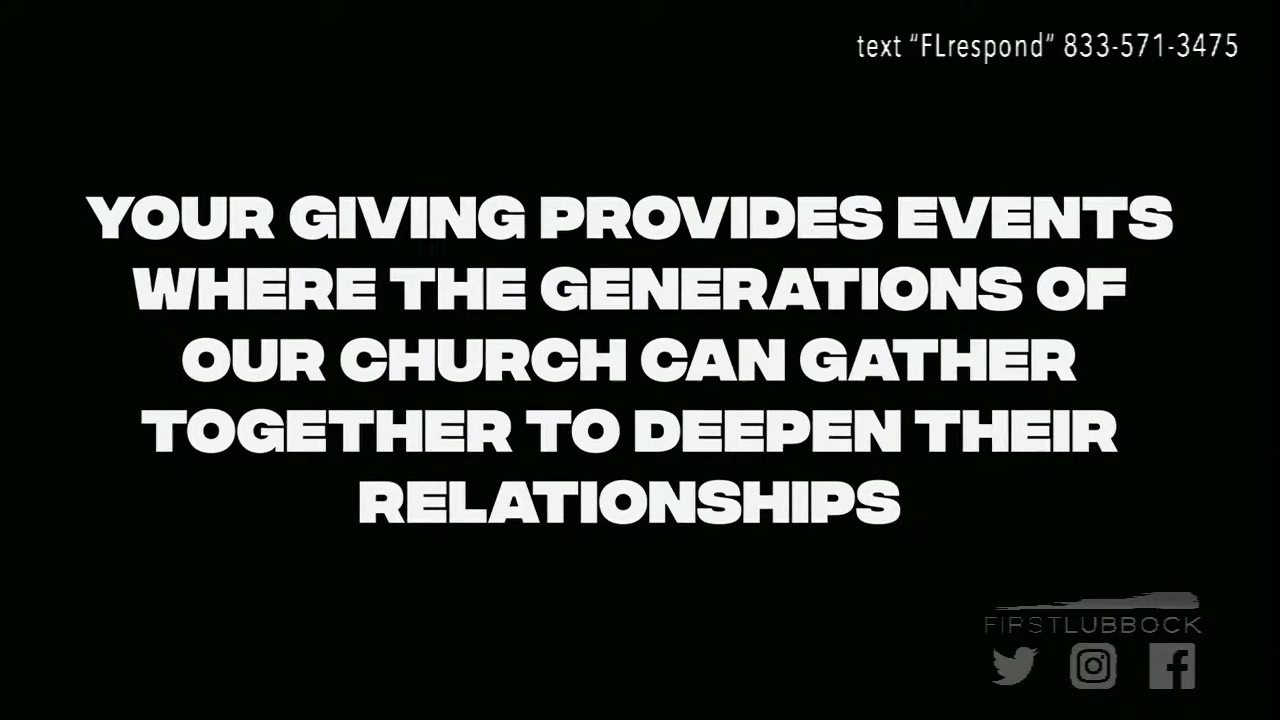 text “FLrespond” 833-571-3475
YOUR GIVING PROVIDES EVENTS
WHERE THE GENERATIONS OF
OUR CHURCH CAN GATHER
TOGETHER TO DEEPEN THEIR
RELATIONSHIPS
FIRSTLUBBOCK